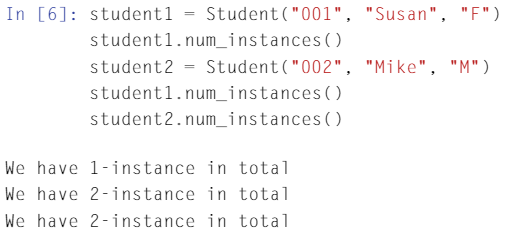 In [6]: student1 = Student("001", "Susan", "F")
student1.num_instances()
student2 = Student("002", "Mike", "M")
student1.num_instances()
student2.num_instances()
We have 1-instance in total
We have 2-instance in total
We have 2-instance in total